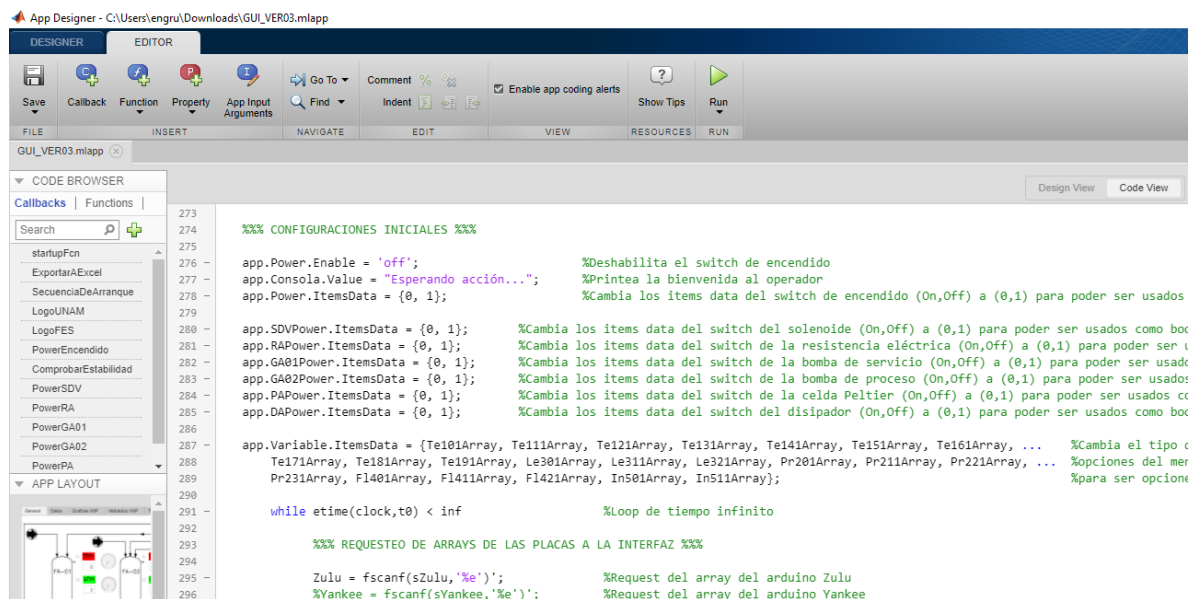 App Designer - C:\Users\engru\Downloads\GUI_VER03.mlapp
DESIGNER EDITOR
Save Callback Function Property App Input Arguments Go To Find Comment Indent Enable app coding alerts Show Tips Run
FILE INSERT NAVIGATE EDIT VIEW RESOURCES RUN
GUI_VER03.mlapp
CODE BROWSER
Design View Code View
Callbacks | Functions |
Search
startupFcn
ExportarAExcel
SecuenciaDeArranque
LogoUNAM
LogoFES
PowerEncendido
ComprobarEstabilidad
PowerSDV
PowerRA
PowerGA01
PowerGA02
PowerPA
APP LAYOUT
FA-01
FA-02
273
274 %%% CONFIGURACIONES INICIALES %%%
275
276 – app.Power.Enable = 'off'; %Deshabilita el switch de encendido
277 – app.Consola.Value = "Esperando acción..."; %Printea la bienvenida al operador
278 – app.Power.ItemsData = {0, 1}; %Cambia los items data del switch de encendido (On,Off) a (0,1) para poder ser usados
279
280 – app.SDVPower.ItemsData = {0, 1}; %Cambia los items data del switch del solenoide (On,Off) a (0,1) para poder ser usados como boo
281 – app.RAPower.ItemsData = {0, 1}; %Cambia los items data del switch de la resistencia eléctrica (On,Off) a (0,1) para poder ser u
282 – app.GA01Power.ItemsData = {0, 1}; %Cambia los items data del switch de la bomba de servicio (On,Off) a (0,1) para poder ser usado
283 – app.GA02Power.ItemsData = {0, 1}; %Cambia los items data del switch de la bomba de proceso (On,Off) a (0,1) para poder ser usados
284 – app.PAPower.ItemsData = {0, 1}; %Cambia los items data del switch de la celda Peltier (On,Off) a (0,1) para poder ser usados co
285 – app.DAPower.ItemsData = {0, 1}; %Cambia los items data del switch del disipador (On,Off) a (0,1) para poder ser usados como boo
286
287 – app.Variable.ItemsData = {Te101Array, Te111Array, Te121Array, Te131Array, Te141Array, Te151Array, Te161Array, ... %Cambia el tipo d
288 Te171Array, Te181Array, Te191Array, Le301Array, Le311Array, Le321Array, Pr201Array, Pr211Array, Pr221Array, ... %opciones del men
289 Pr231Array, Fl401Array, Fl411Array, Fl421Array, In501Array, In511Array}; %para ser opcione
290
291 – while etime(clock,t0) < inf %Loop de tiempo infinito
292
293 %%% REQUESTEO DE ARRAYS DE LAS PLACAS A LA INTERFAZ %%%
294
295 – Zulu = fscanf(sZulu,'%e')'; %Request del array del arduino Zulu
296 %Yankee = fscanf(sYankee,'%e')'; %Request del array del arduino Yankee